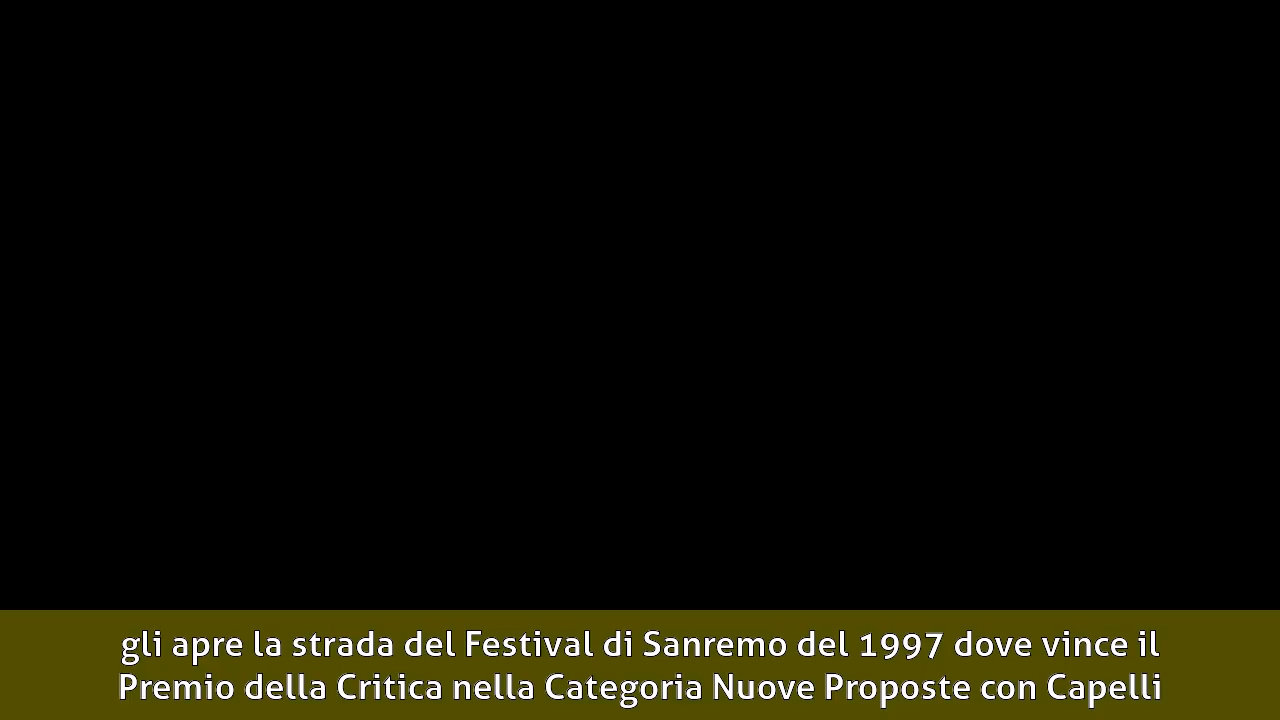 gli apre la strada del Festival di Sanremo del 1997 dove vince il
Premio della Critica nella Categoria Nuove Proposte con Capelli